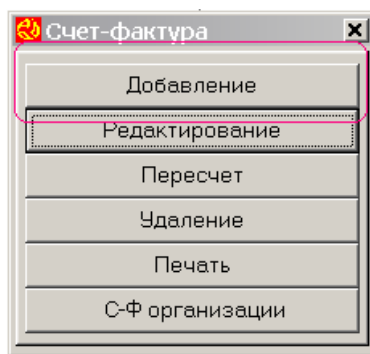 Счет-фактура
Добавление
Редактирование
Пересчет
Удаление
Печать
С-Ф организации